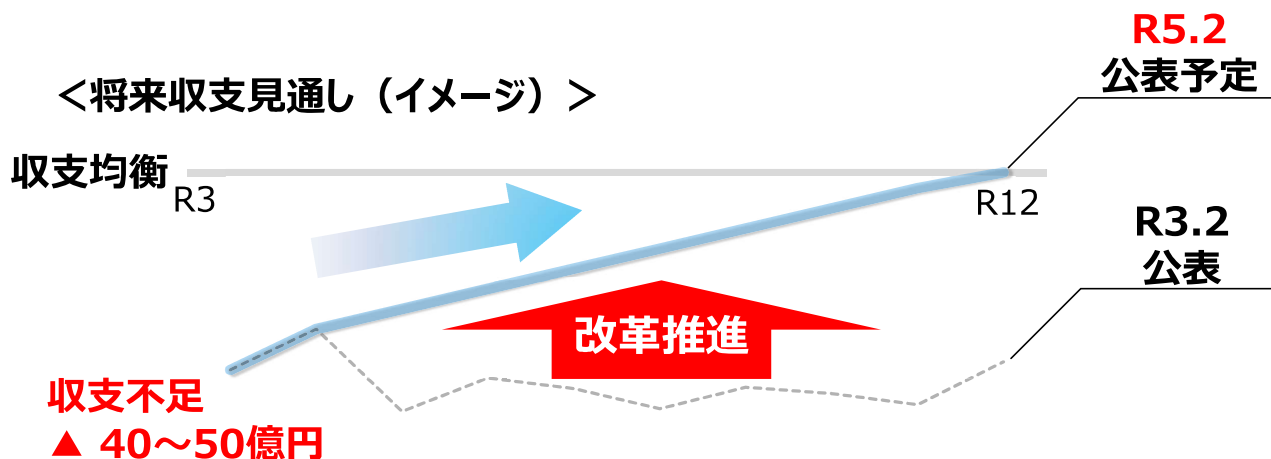 R5.2
公表予定
＜将来収支見通し（イメージ）＞
収支均衡
R3
R12
R3.2
公表
改革推進
収支不足
▲ 40～50億円